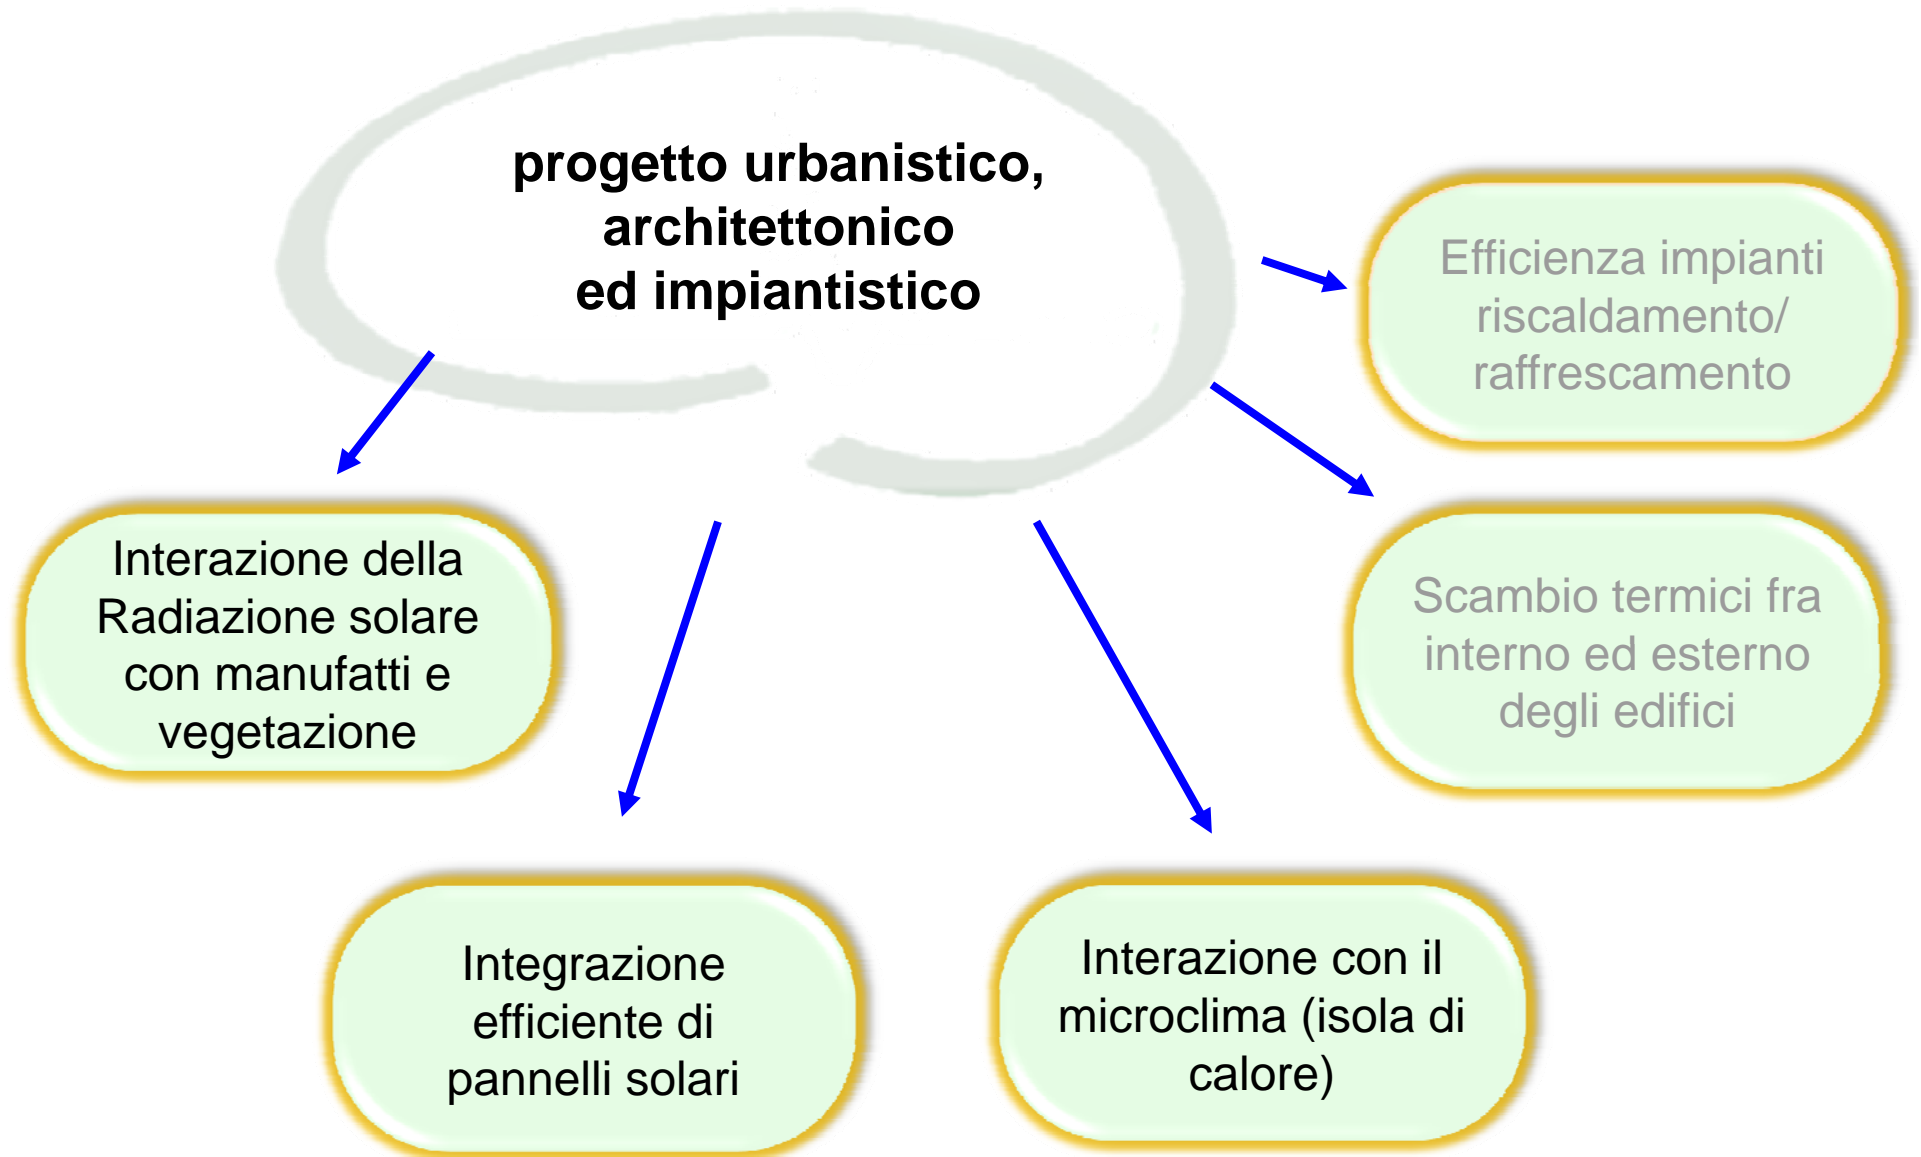 progetto urbanistico,
architettonico
ed impiantistico
Efficienza impianti
riscaldamento/
raffrescamento
Interazione della
Radiazione solare
con manufatti e
vegetazione
Scambio termici fra
interno ed esterno
degli edifici
Integrazione
efficiente di
pannelli solari
Interazione con il
microclima (isola di
calore)